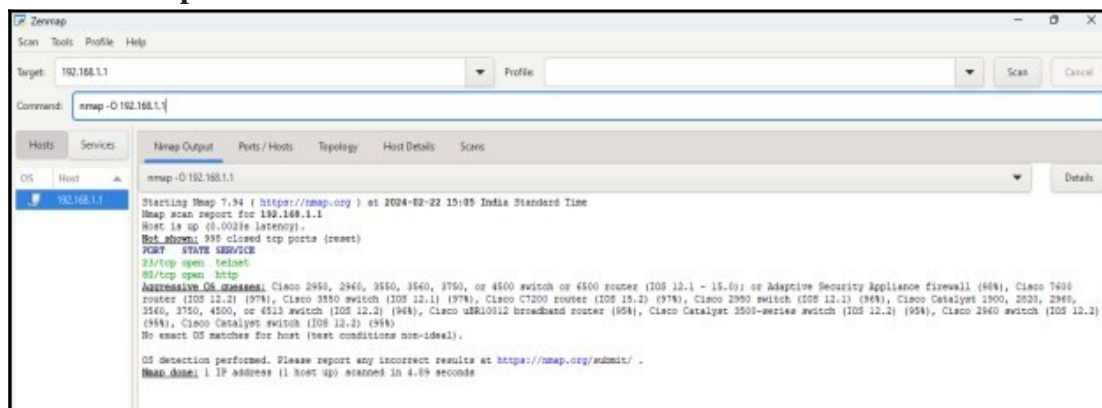 Zenmap
Scan Tools Profile Help
Target: 192.168.1.1 Profile: Scan Cancel
Command: nmap -O 192.168.1.1
Hosts Services Nmap Output Ports / Hosts Topology Host Details Scans
OS Host nmap -O 192.168.1.1 Details
192.168.1.1
Starting Nmap 7.94 ( https://nmap.org ) at 2024-02-22 15:05 India Standard Time
Nmap scan report for 192.168.1.1
Host is up (0.0023s latency).
Not shown: 998 closed tcp ports (reset)
PORT STATE SERVICE
23/tcp open telnet
80/tcp open http
Aggressive OS guesses: Cisco 2950, 2960, 3550, 3560, 3750, or 4500 switch or 6500 router (IOS 12.1 - 15.0); or Adaptive Security Appliance firewall (98%), Cisco 7600
router (IOS 12.2) (97%), Cisco 3550 switch (IOS 12.1) (97%), Cisco C7200 router (IOS 15.2) (97%), Cisco 2950 switch (IOS 12.1) (96%), Cisco Catalyst 1900, 2820, 2960,
3560, 3750, 4500, or 6513 switch (IOS 12.2) (96%), Cisco uBR10012 broadband router (95%), Cisco Catalyst 3500-series switch (IOS 12.2) (95%), Cisco 2960 switch (IOS 12.2)
(95%), Cisco Catalyst switch (IOS 12.2) (95%)
No exact OS matches for host (test conditions non-ideal).
OS detection performed. Please report any incorrect results at https://nmap.org/submit/ .
Nmap done: 1 IP address (1 host up) scanned in 4.89 seconds